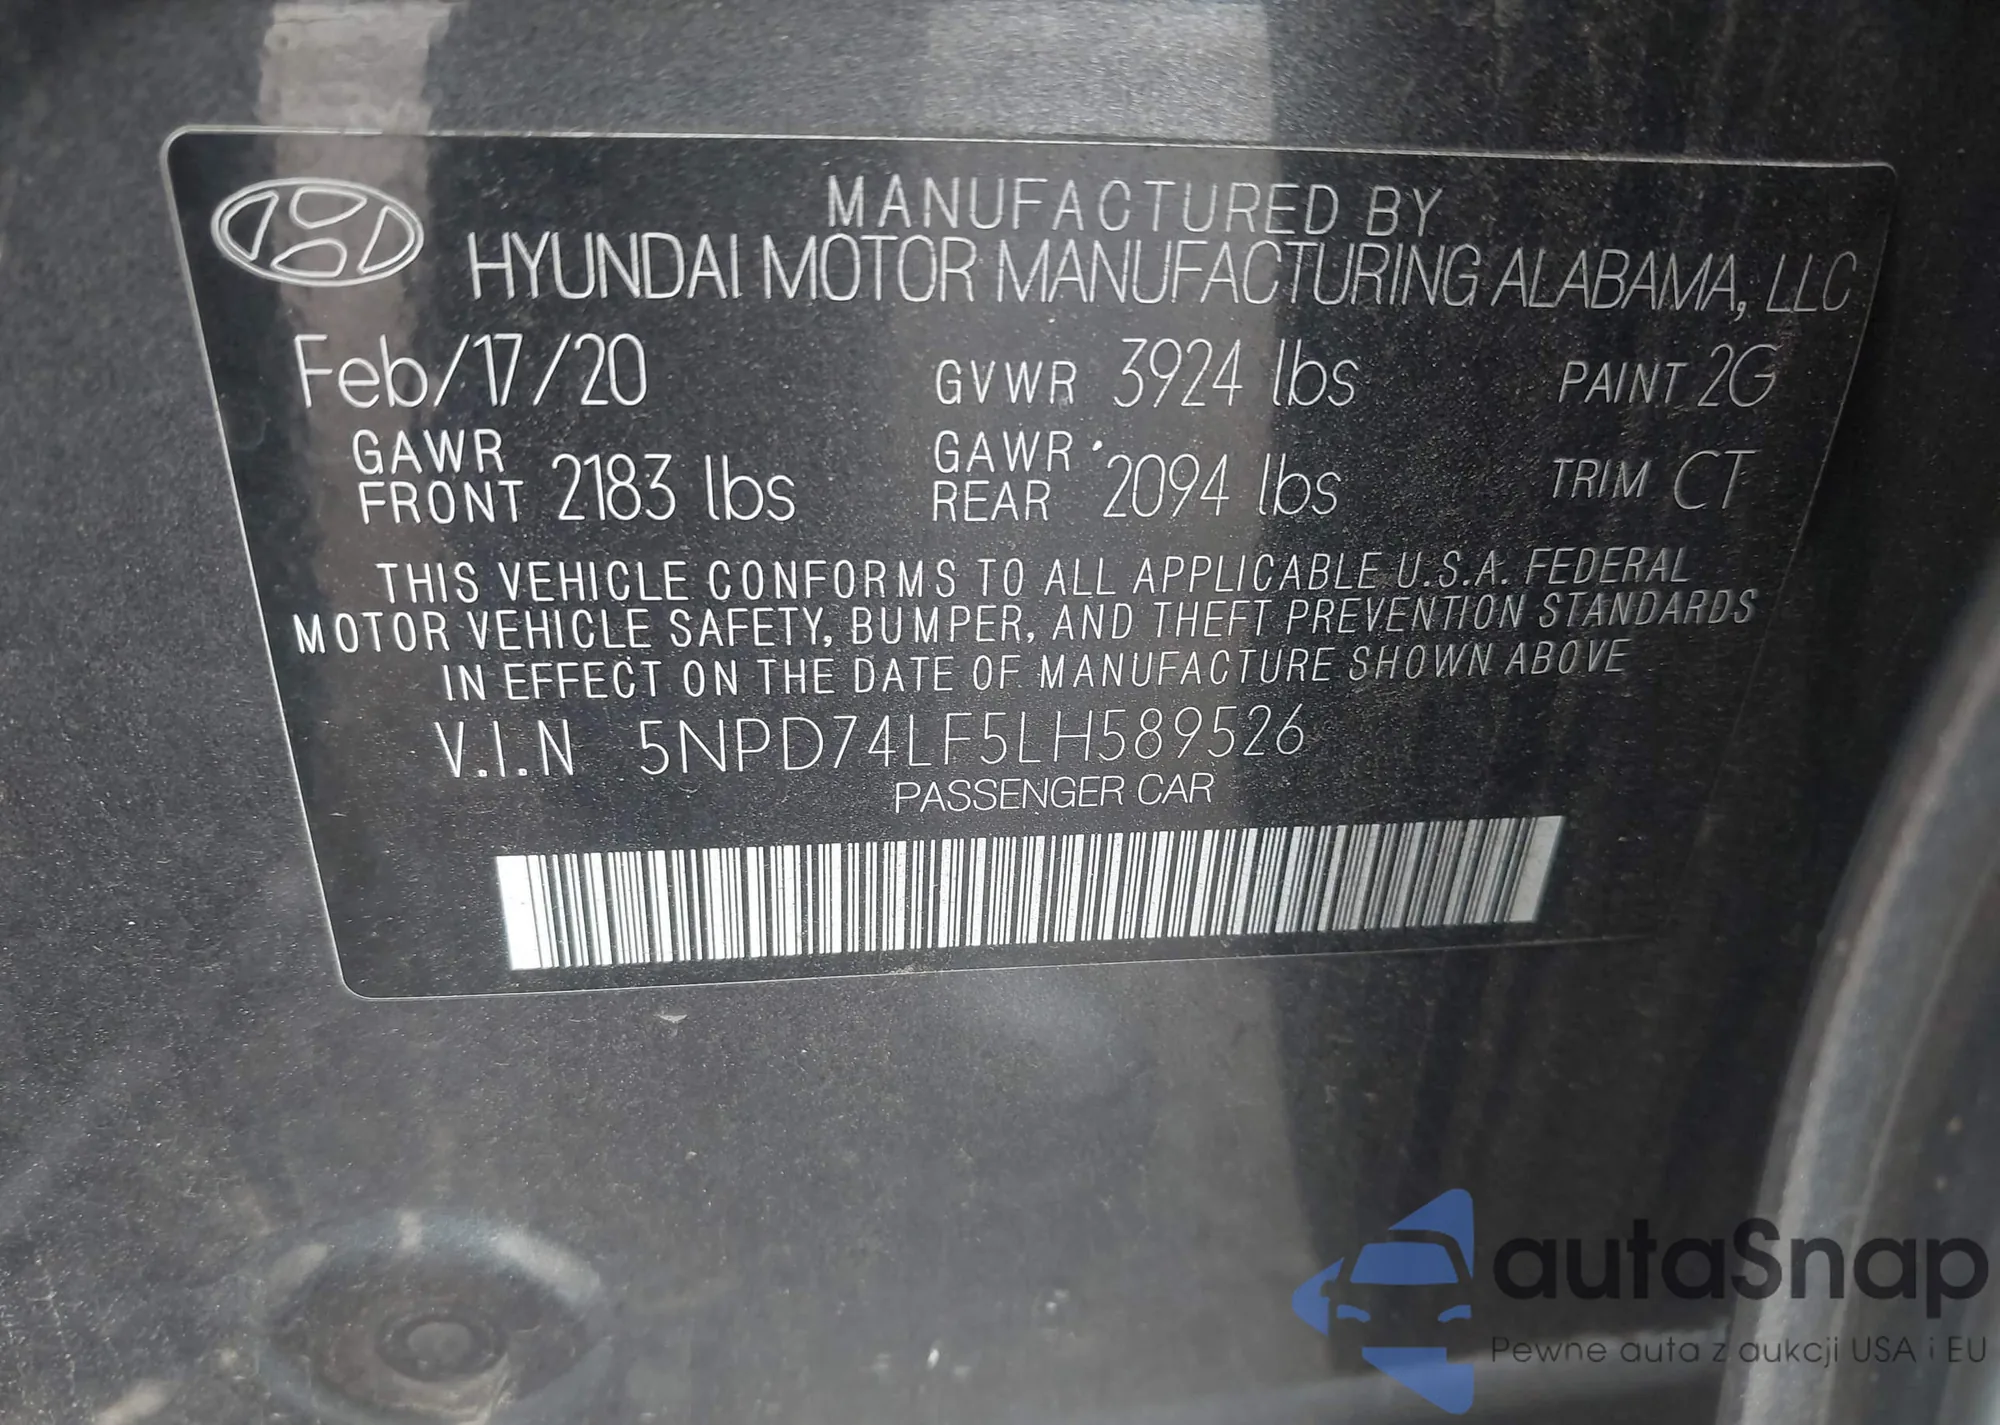 MANUFACTURED BY
HYUNDAI MOTOR MANUFACTURING ALABAMA, LLC
Feb/17/20 GVWR 3924 lbs PAINT 2G
GAWR FRONT 2183 lbs GAWR REAR 2094 lbs TRIM CT
THIS VEHICLE CONFORMS TO ALL APPLICABLE U.S.A. FEDERAL
MOTOR VEHICLE SAFETY, BUMPER, AND THEFT PREVENTION STANDARDS
IN EFFECT ON THE DATE OF MANUFACTURE SHOWN ABOVE
V.I.N 5NPD74LF5LH589526
PASSENGER CAR
autaSnap
Pewne auta z aukcji USA i EU